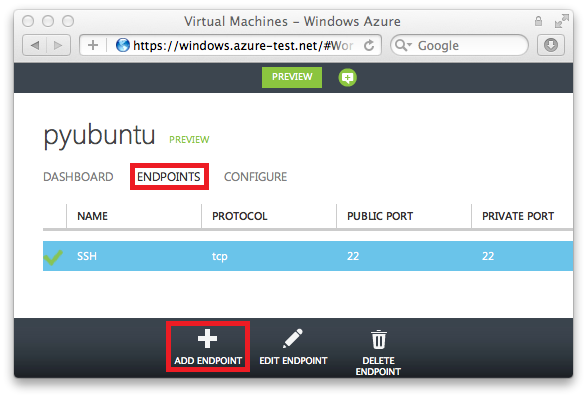 Virtual Machines – Windows Azure
https://windows.azure-test.net/#Wor
Google
PREVIEW
pyubuntu PREVIEW
DASHBOARD ENDPOINTS CONFIGURE
NAME PROTOCOL PUBLIC PORT PRIVATE PORT
SSH tcp 22 22
ADD ENDPOINT EDIT ENDPOINT DELETE
ENDPOINT